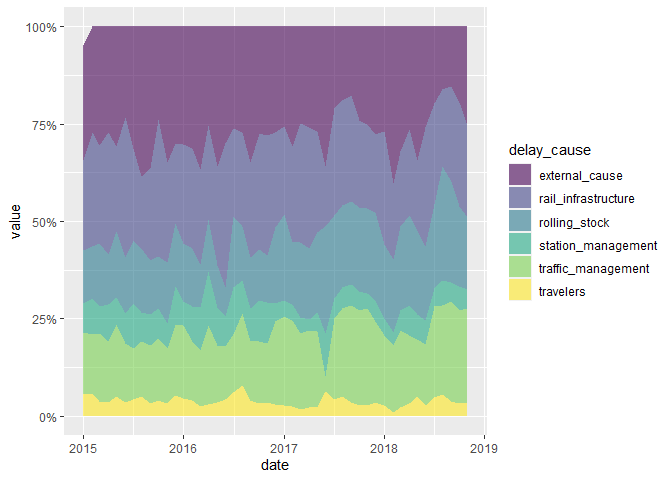 100%
75%
50%
25%
0%
value
2015
2016
2017
2018
2019
date
delay_cause
external_cause
rail_infrastructure
rolling_stock
station_management
traffic_management
travelers